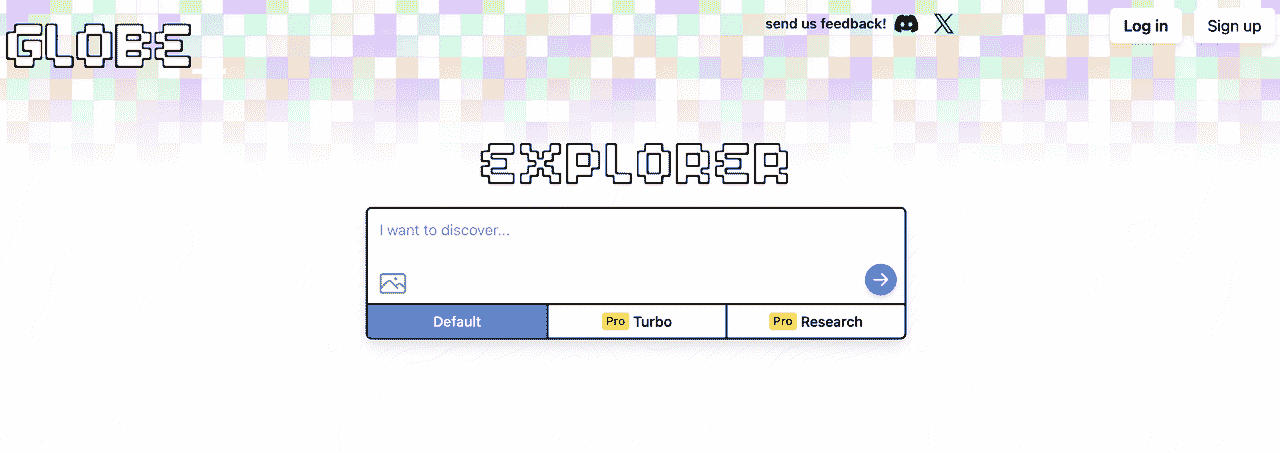 GLOBE
send us feedback!
Log in
Sign up
EXPLORER
I want to discover...
Default
Pro Turbo
Pro Research